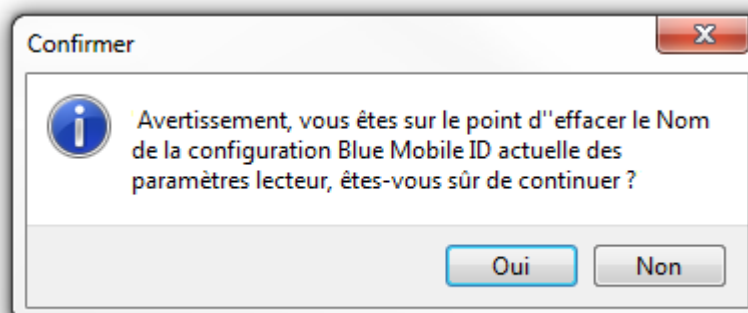 Confirmer
Avertissement, vous êtes sur le point d''effacer le Nom
de la configuration Blue Mobile ID actuelle des
paramètres lecteur, êtes-vous sûr de continuer ?
Oui Non